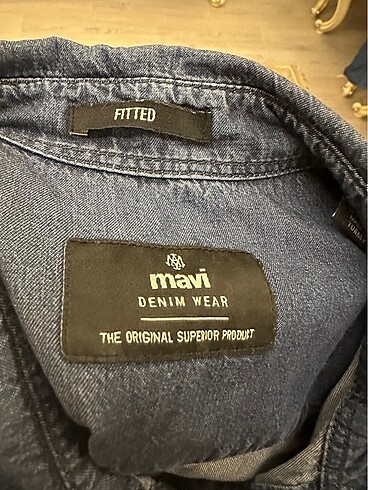 FITTED
mavi
DENIM WEAR
THE ORIGINAL SUPERIOR PRODUCT